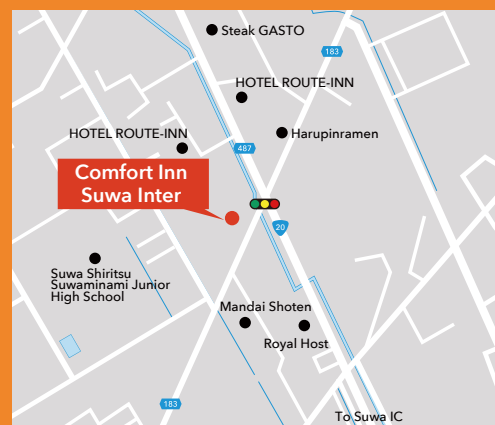 Steak GASTO
183
HOTEL ROUTE-INN
Harupinramen
HOTEL ROUTE-INN
487
Comfort Inn
Suwa Inter
20
Suwa Shiritsu
Suwaminami Junior
High School
Mandai Shoten
Royal Host
183
To Suwa IC